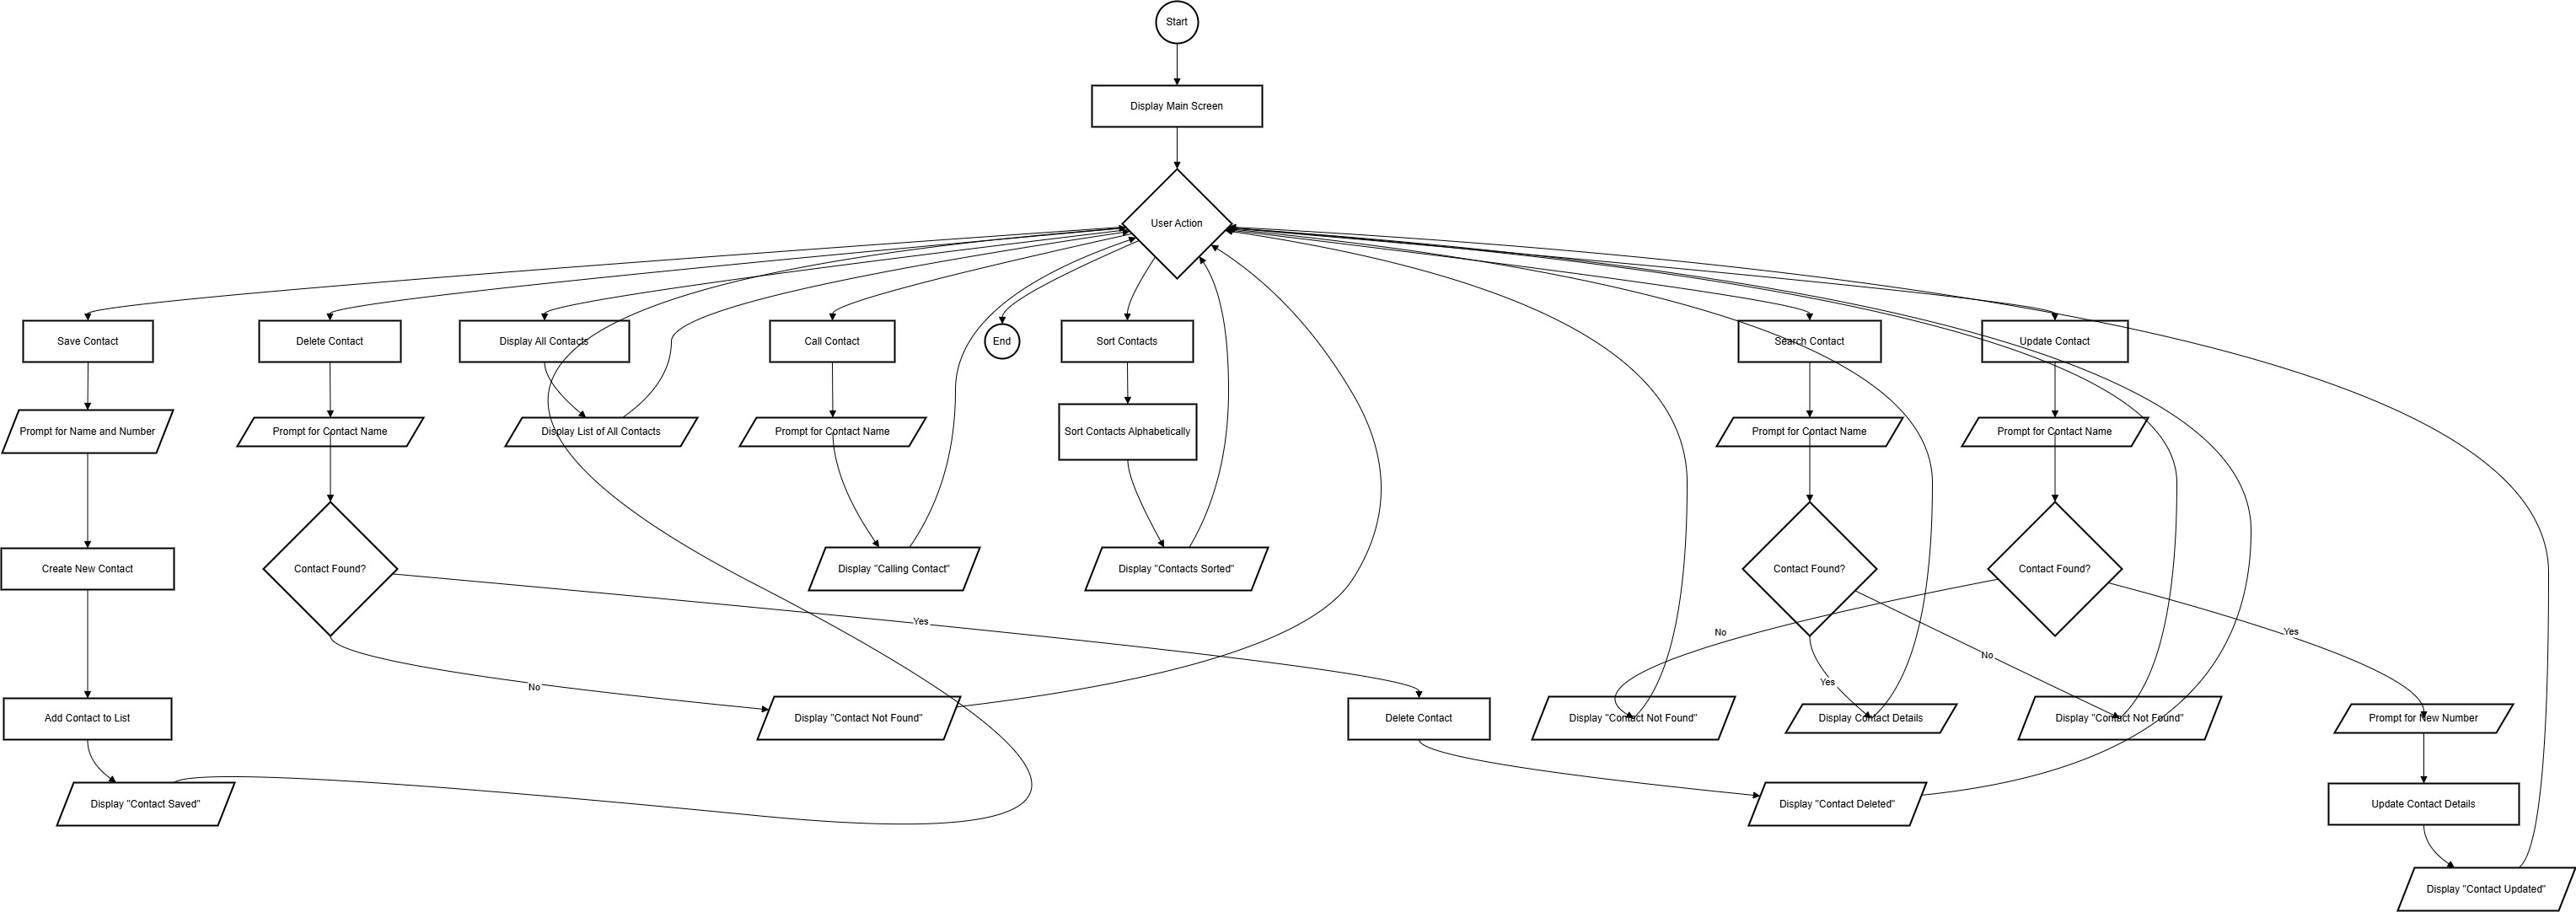 Start
Display Main Screen
User Action
Save Contact
Delete Contact
Display All Contacts
Call Contact
End
Sort Contacts
Search Contact
Update Contact
Prompt for Name and Number
Prompt for Contact Name
Display List of All Contacts
Prompt for Contact Name
Sort Contacts Alphabetically
Prompt for Contact Name
Prompt for Contact Name
Create New Contact
Contact Found?
Display "Calling Contact"
Display "Contacts Sorted"
Contact Found?
Contact Found?
Yes
No
Yes
No
No
Yes
Add Contact to List
Display "Contact Not Found"
Delete Contact
Display "Contact Not Found"
Display Contact Details
Display "Contact Not Found"
Prompt for New Number
Display "Contact Saved"
Display "Contact Deleted"
Update Contact Details
Display "Contact Updated"